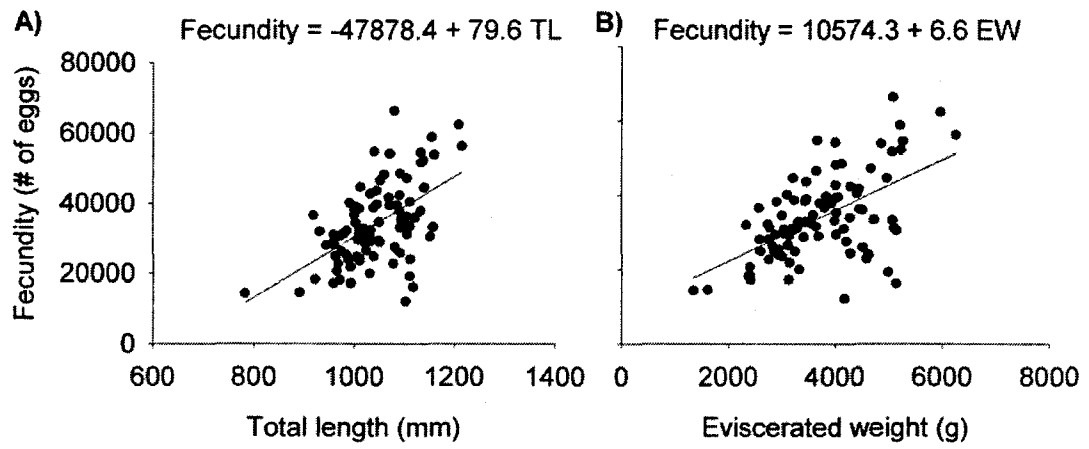 A)
Fecundity = -47878.4 + 79.6 TL
B)
Fecundity = 10574.3 + 6.6 EW
Fecundity (# of eggs)
80000
60000
40000
20000
0
600 800 1000 1200 1400
0 2000 4000 6000 8000
Total length (mm)
Eviscerated weight (g)